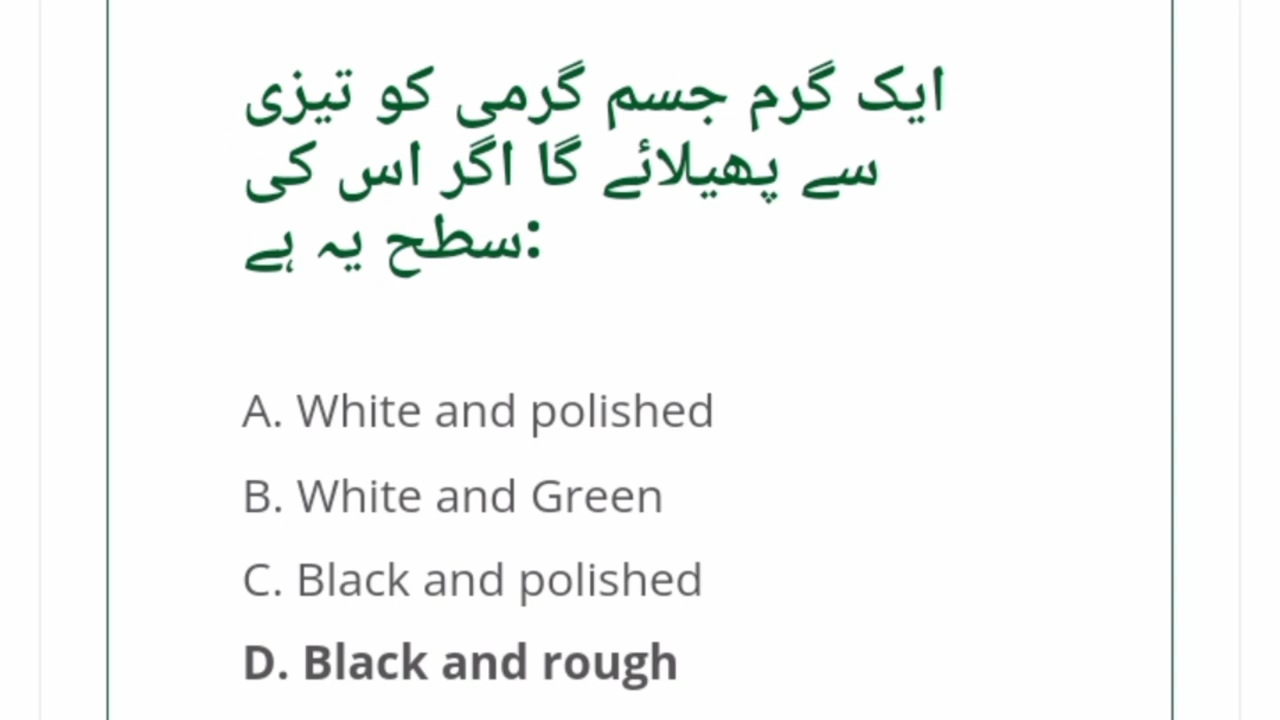 ایک گرم جسم گرمی کو تیزی
سے پھیلائے گا اگر اس کی
سطح یہ ہے:
A. White and polished
B. White and Green
C. Black and polished
D. Black and rough